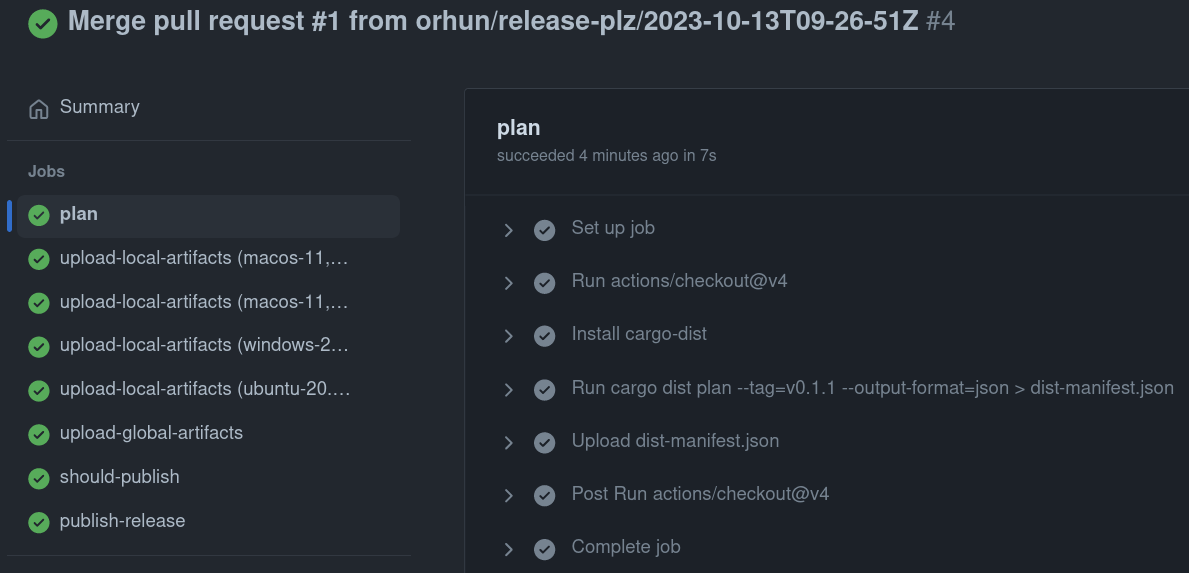 Merge pull request #1 from orhun/release-plz/2023-10-13T09-26-51Z #4
Summary
Jobs
plan
upload-local-artifacts (macos-11,...
upload-local-artifacts (macos-11,...
upload-local-artifacts (windows-2...
upload-local-artifacts (ubuntu-20....
upload-global-artifacts
should-publish
publish-release
plan
succeeded 4 minutes ago in 7s
Set up job
Run actions/checkout@v4
Install cargo-dist
Run cargo dist plan --tag=v0.1.1 --output-format=json > dist-manifest.json
Upload dist-manifest.json
Post Run actions/checkout@v4
Complete job